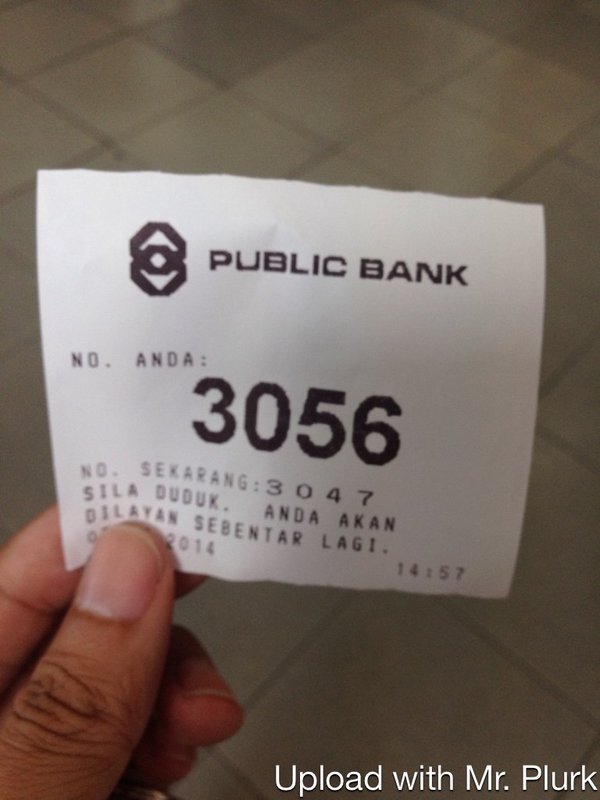 PUBLIC BANK
NO. ANDA:
3056
NO. SEKARANG:3047
SILA DUDUK. ANDA AKAN
DILAYAN SEBENTAR LAGI.
2014 14:57
Upload with Mr. Plurk